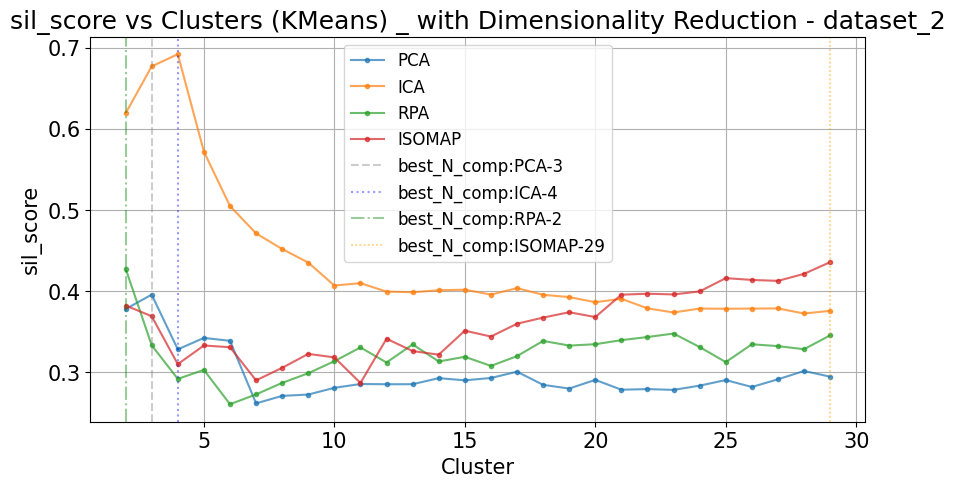 sil_score vs Clusters (KMeans) _ with Dimensionality Reduction - dataset_2
sil_score
0.7
0.6
0.5
0.4
0.3
PCA
ICA
RPA
ISOMAP
best_N_comp:PCA-3
best_N_comp:ICA-4
best_N_comp:RPA-2
best_N_comp:ISOMAP-29
5 10 15 20 25 30
Cluster